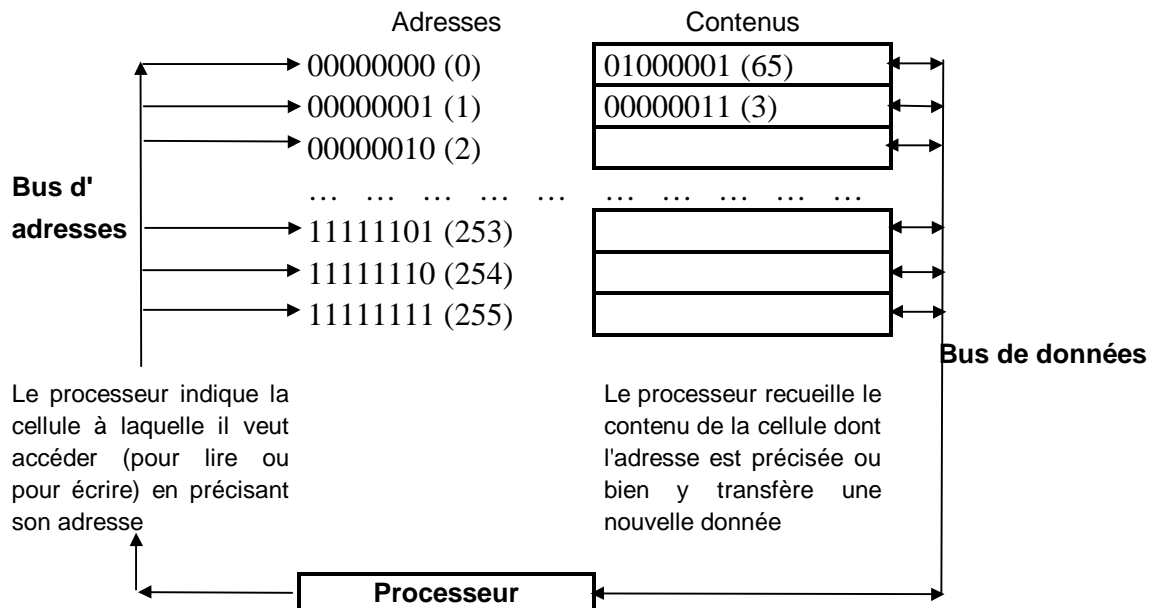 Adresses Contenus
00000000 (0) 01000001 (65)
00000001 (1) 00000011 (3)
00000010 (2)
Bus d'
adresses
… … … … … … … … … …
11111101 (253)
11111110 (254)
11111111 (255)
Bus de données
Le processeur indique la
cellule à laquelle il veut
accéder (pour lire ou
pour écrire) en précisant
son adresse
Le processeur recueille le
contenu de la cellule dont
l'adresse est précisée ou
bien y transfère une
nouvelle donnée
Processeur